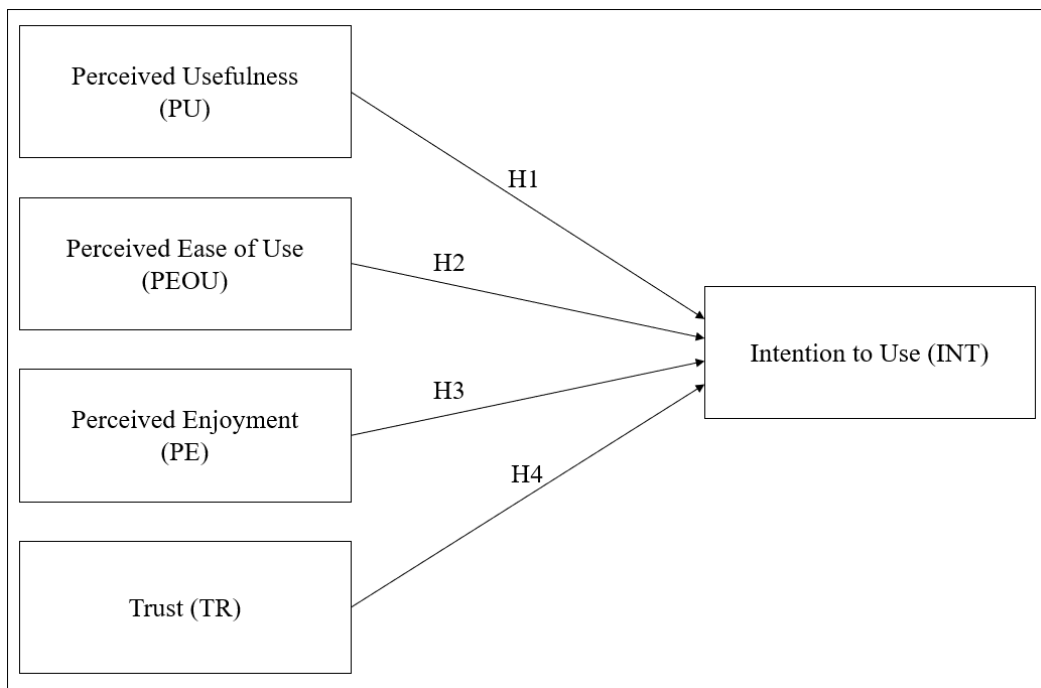 Perceived Usefulness
(PU)
H1
Perceived Ease of Use
(PEOU)
H2
Intention to Use (INT)
Perceived Enjoyment
(PE)
H3
H4
Trust (TR)